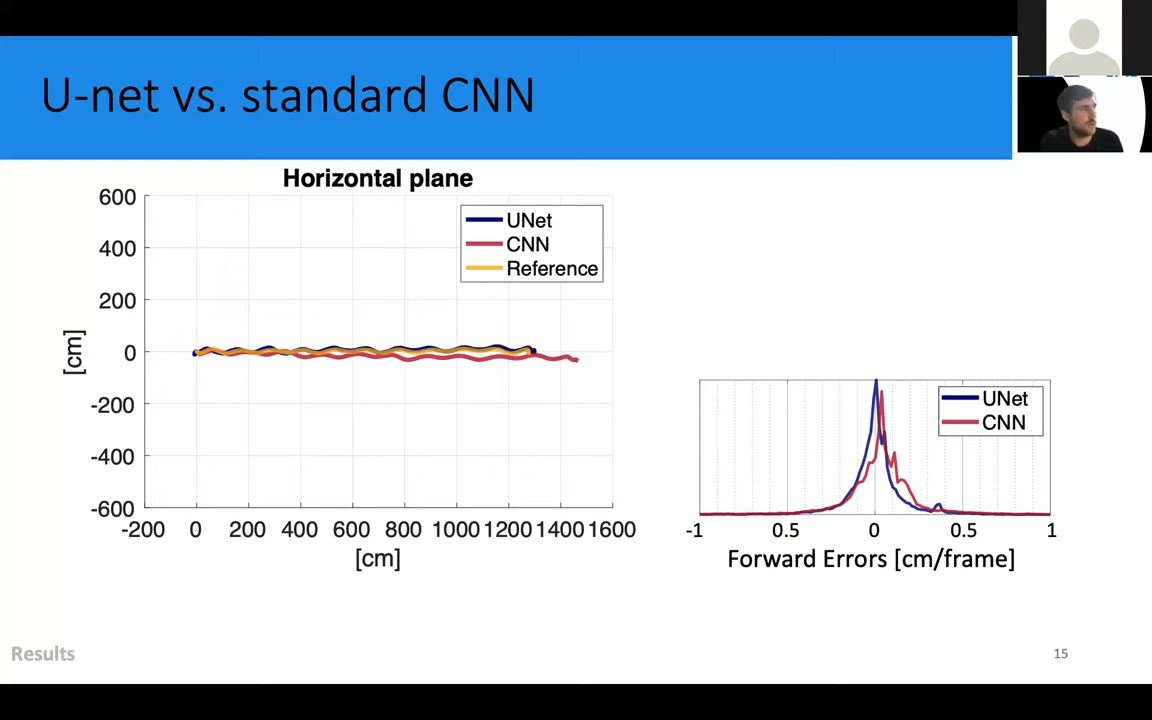 U-net vs. standard CNN
Horizontal plane
600
400
200
0
-200
-400
-600
[cm]
UNet
CNN
Reference
-200 0 200 400 600 800 1000 1200 1400 1600
[cm]
UNet
CNN
-1 0.5 0 0.5 1
Forward Errors [cm/frame]
Results
15